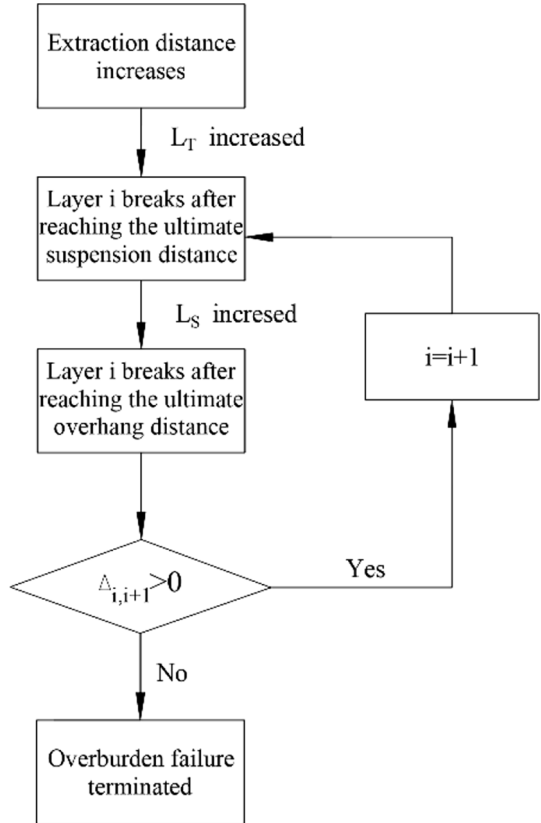 Extraction distance
increases
L_T increased
Layer i breaks after
reaching the ultimate
suspension distance
L_S incresed
Layer i breaks after
reaching the ultimate
overhang distance
i=i+1
Δ_{i,i+1}>0
Yes
No
Overburden failure
terminated